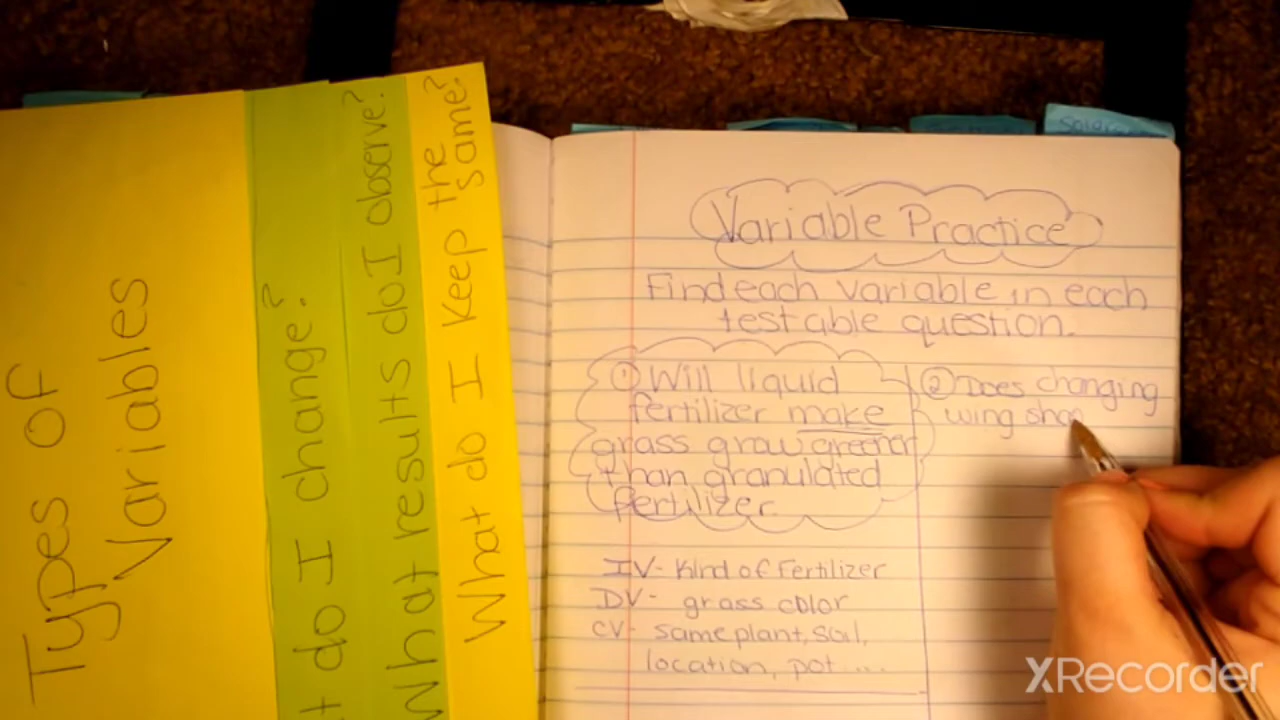 Types of
Variables
t do I change?
What results do I observe?
What do I Keep the
same?
Variable Practice
Find each variable in each
testable question.
① Will liquid
fertilizer make
grass grow greener
than granulated
fertilizer.
IV- Kind of Fertilizer
DV- grass color
CV- same plant, soil,
location, pot....
② Does changing
wing shap
XRecorder